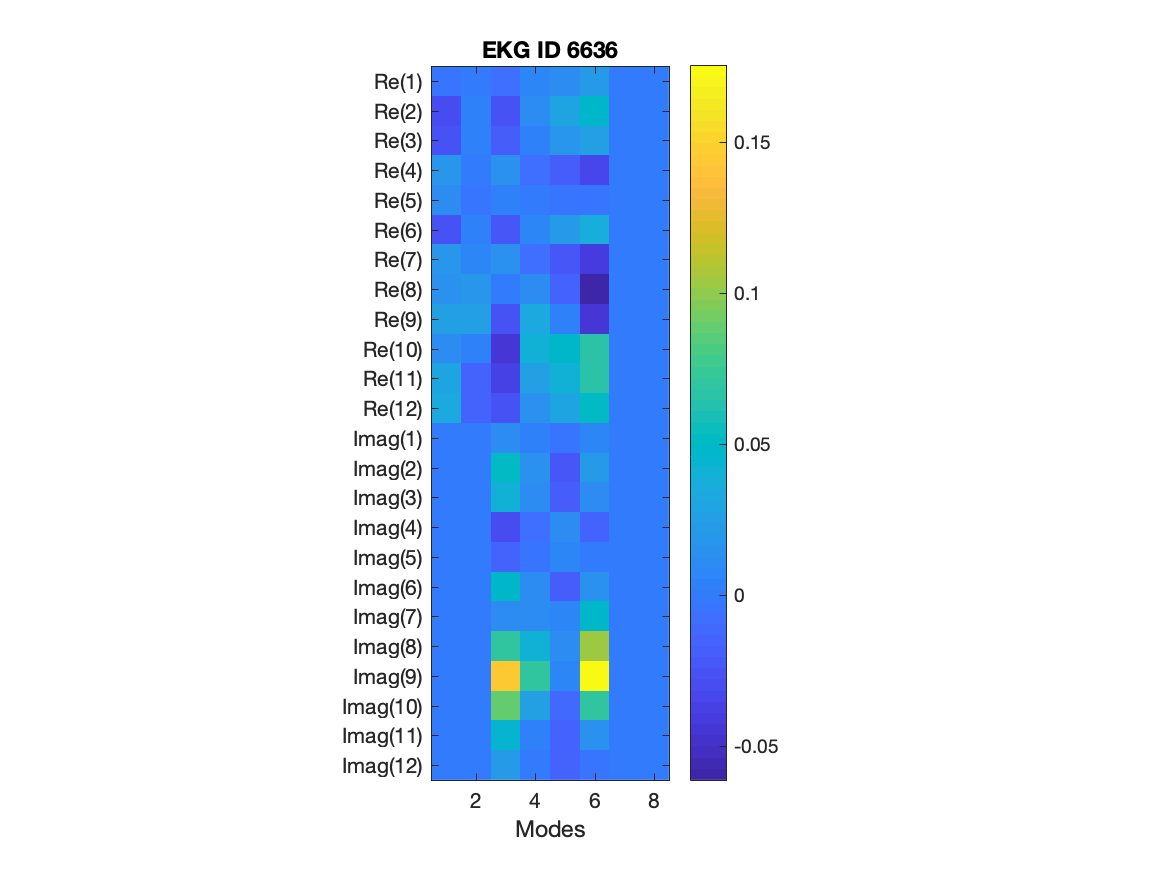 EKG ID 6636
Re(1)
Re(2)
Re(3)
Re(4)
Re(5)
Re(6)
Re(7)
Re(8)
Re(9)
Re(10)
Re(11)
Re(12)
Imag(1)
Imag(2)
Imag(3)
Imag(4)
Imag(5)
Imag(6)
Imag(7)
Imag(8)
Imag(9)
Imag(10)
Imag(11)
Imag(12)
2 4 6 8
Modes
0.15
0.1
0.05
0
-0.05